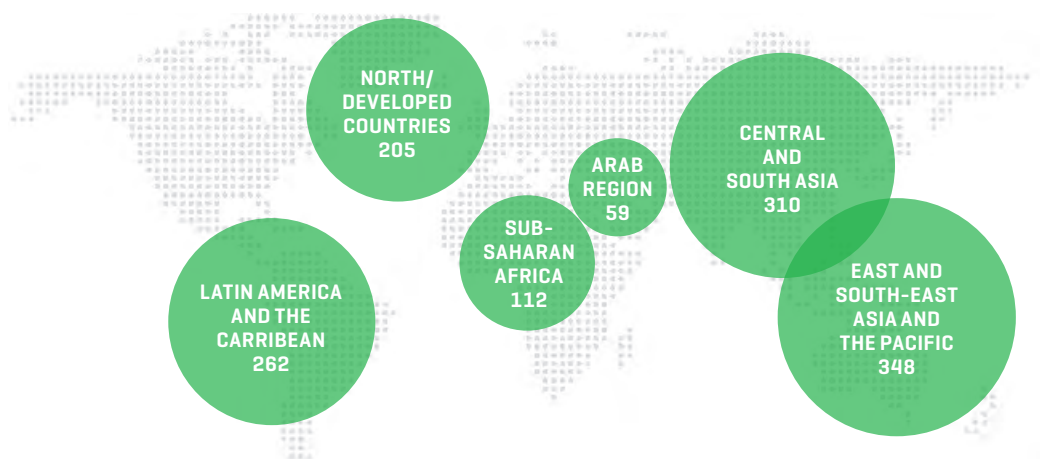 NORTH/
DEVELOPED
COUNTRIES
205
CENTRAL
AND
SOUTH ASIA
310
ARAB
REGION
59
SUB-
SAHARAN
AFRICA
112
LATIN AMERICA
AND THE
CARRIBEAN
262
EAST AND
SOUTH-EAST
ASIA AND
THE PACIFIC
348